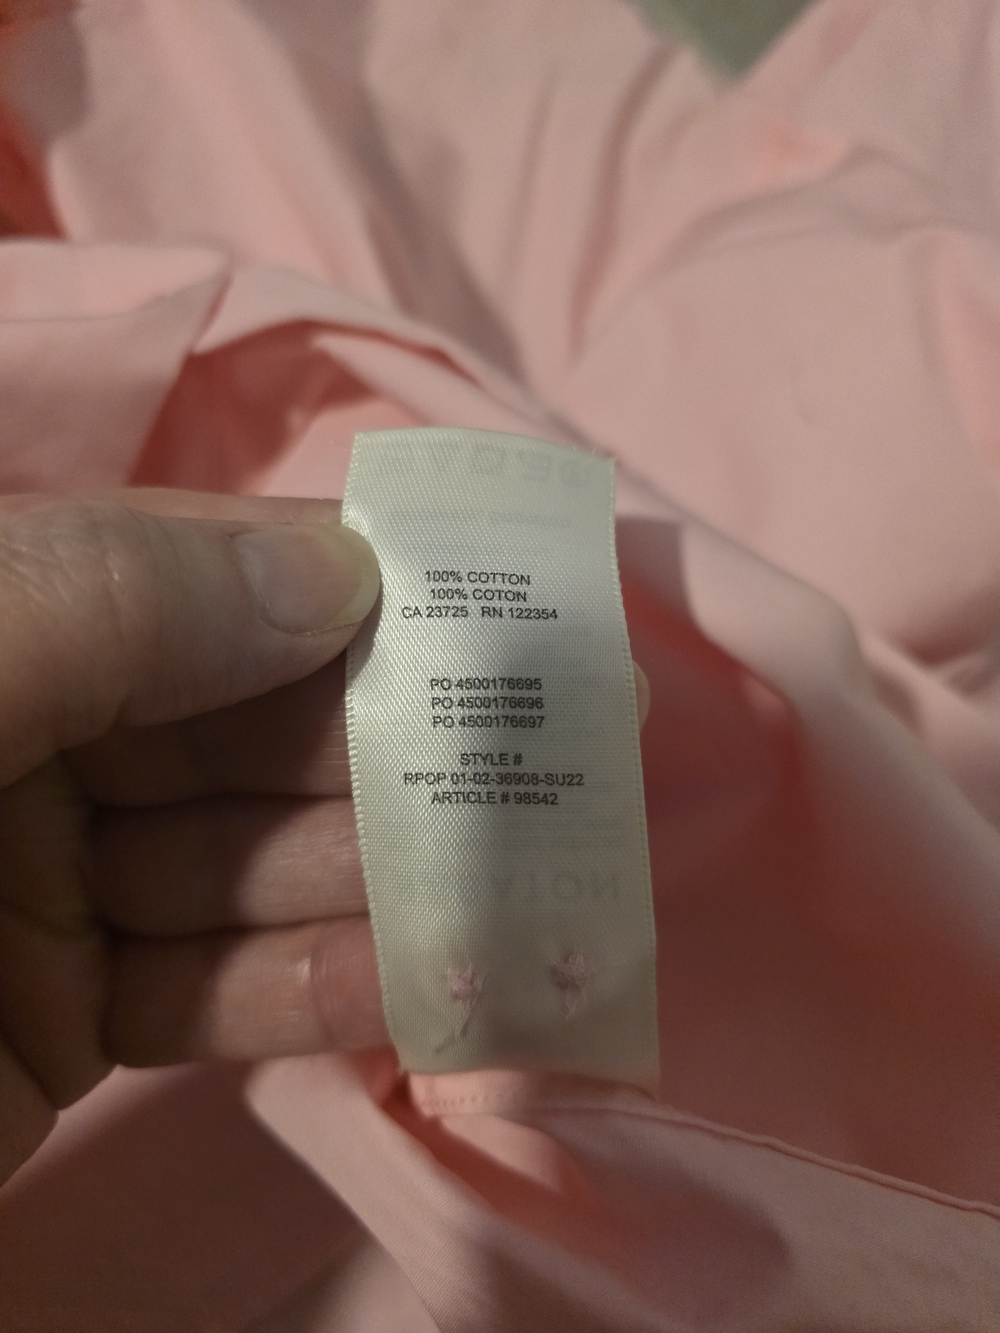 100% COTTON
100% COTON
CA 23725 RN 122354
PO 4500176695
PO 4500176696
PO 4500176697
STYLE #
RPOP 01-02-36908-SU22
ARTICLE # 98542